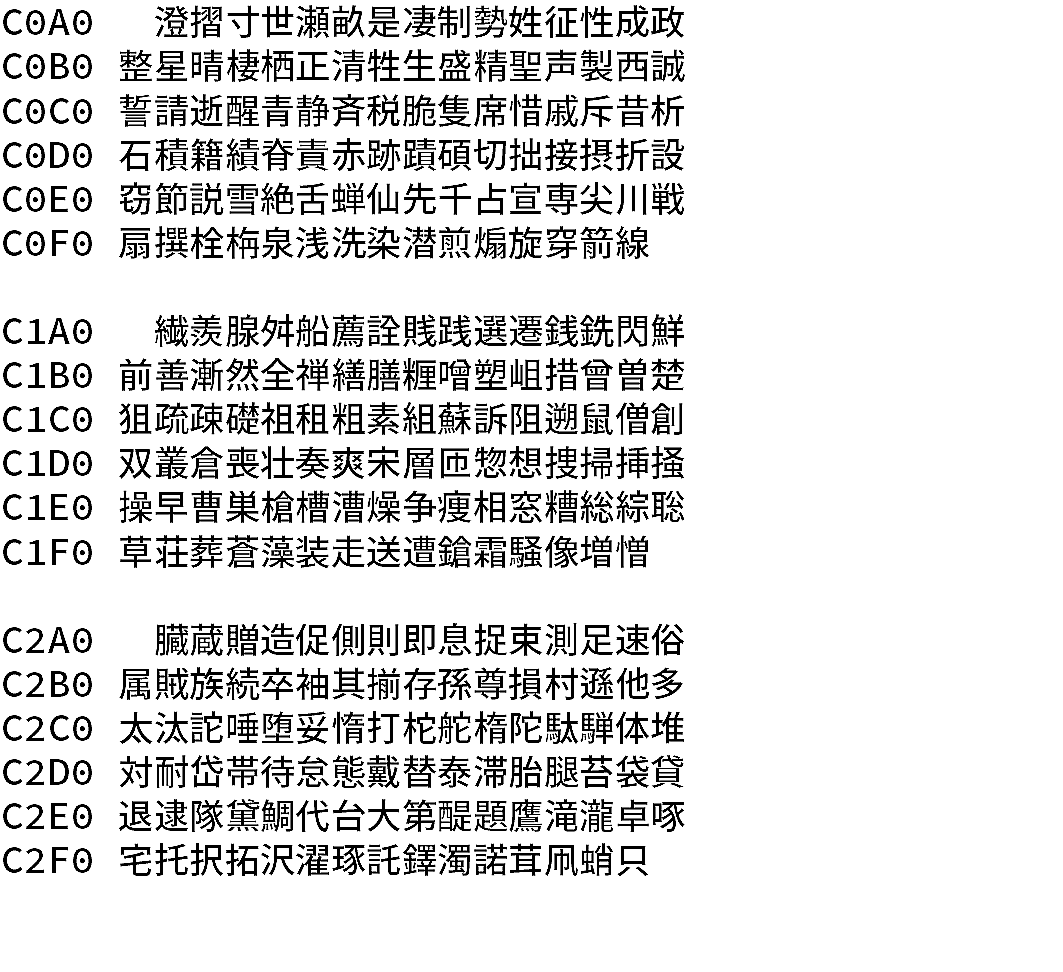 C0A0 　澄摺寸世瀬畝是凄制勢姓征性成政
C0B0 整星晴棲栖正清牲生盛精聖声製西誠
C0C0 誓請逝醒青静斉税脆隻席惜戚斥昔析
C0D0 石積籍績脊責赤跡蹟碩切拙接摂折設
C0E0 窃節説雪絶舌蝉仙先千占宣専尖川戦
C0F0 扇撰栓栴泉浅洗染潜煎煽旋穿箭線
C1A0 　繊羨腺舛船薦詮賎践選遷銭銑閃鮮
C1B0 前善漸然全禅繕膳糎噌塑岨措曾曽楚
C1C0 狙疏疎礎祖租粗素組蘇訴阻遡鼠僧創
C1D0 双叢倉喪壮奏爽宋層匝惣想捜掃挿掻
C1E0 操早曹巣槍槽漕燥争痩相窓糟総綜聡
C1F0 草荘葬蒼藻装走送遭鎗霜騒像増憎
C2A0 　臓蔵贈造促側則即息捉束測足速俗
C2B0 属賊族続卒袖其揃存孫尊損村遜他多
C2C0 太汰詑唾堕妥惰打柁舵楕陀駄騨体堆
C2D0 対耐岱帯待怠態戴替泰滞胎腿苔袋貸
C2E0 退逮隊黛鯛代台大第醍題鷹滝瀧卓啄
C2F0 宅托択拓沢濯琢託鐸濁諾茸凧蛸只